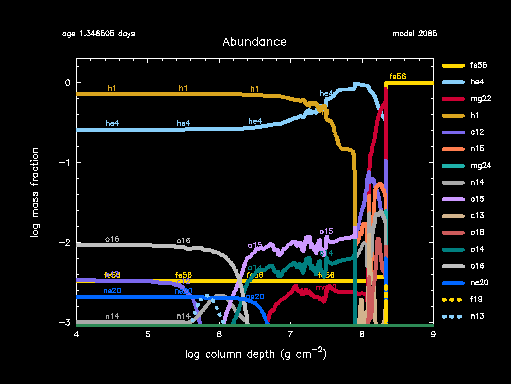 age 1.348505 days
model 2085
Abundance
fe56
he4
mg22
h1
c12
n15
mg24
n14
o15
c13
o18
o14
o16
ne20
f19
n13
h1 h1 h1
he4 he4 he4 he4
fe56
o16 o16
o15 o15
fe56 fe56 fe56
ne20 ne20
n14 n14
0
−1
−2
−3
log mass fraction
4 5 6 7 8 9
log column depth (g cm−2)